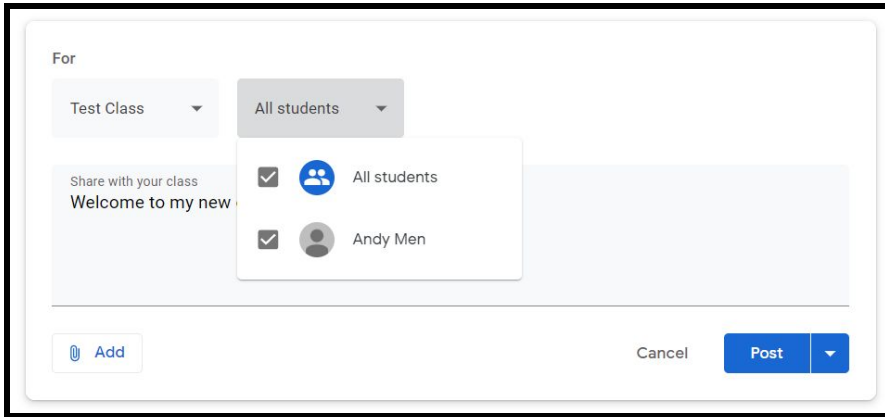 For
Test Class
All students
All students
Share with your class
Welcome to my new
Andy Men
Add
Cancel
Post